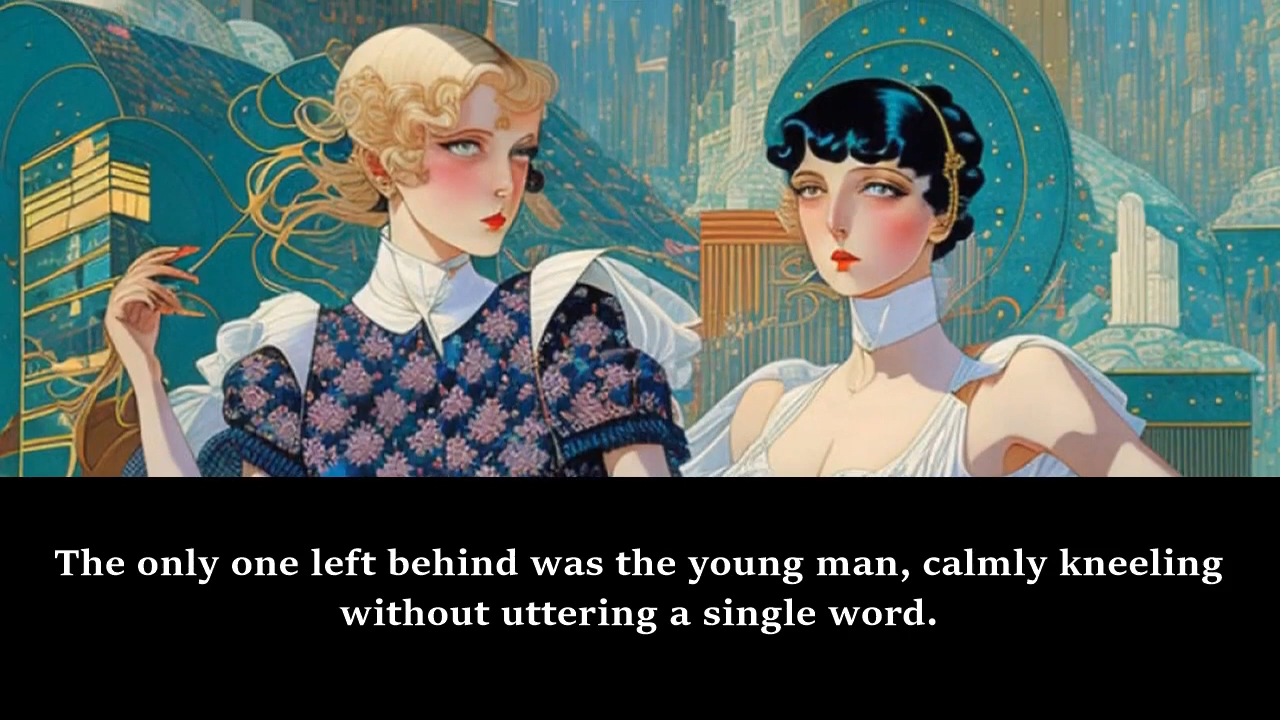 The only one left behind was the young man, calmly kneeling
without uttering a single word.